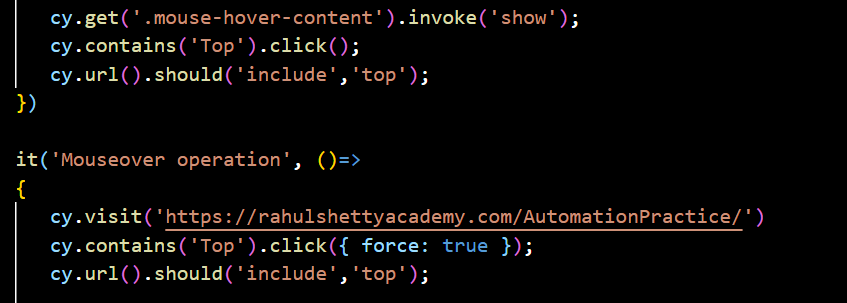 cy.get('.mouse-hover-content').invoke('show');
cy.contains('Top').click();
cy.url().should('include','top');
})
it('Mouseover operation', ()=>
{
cy.visit('https://rahulshettyacademy.com/AutomationPractice/')
cy.contains('Top').click({ force: true });
cy.url().should('include','top');